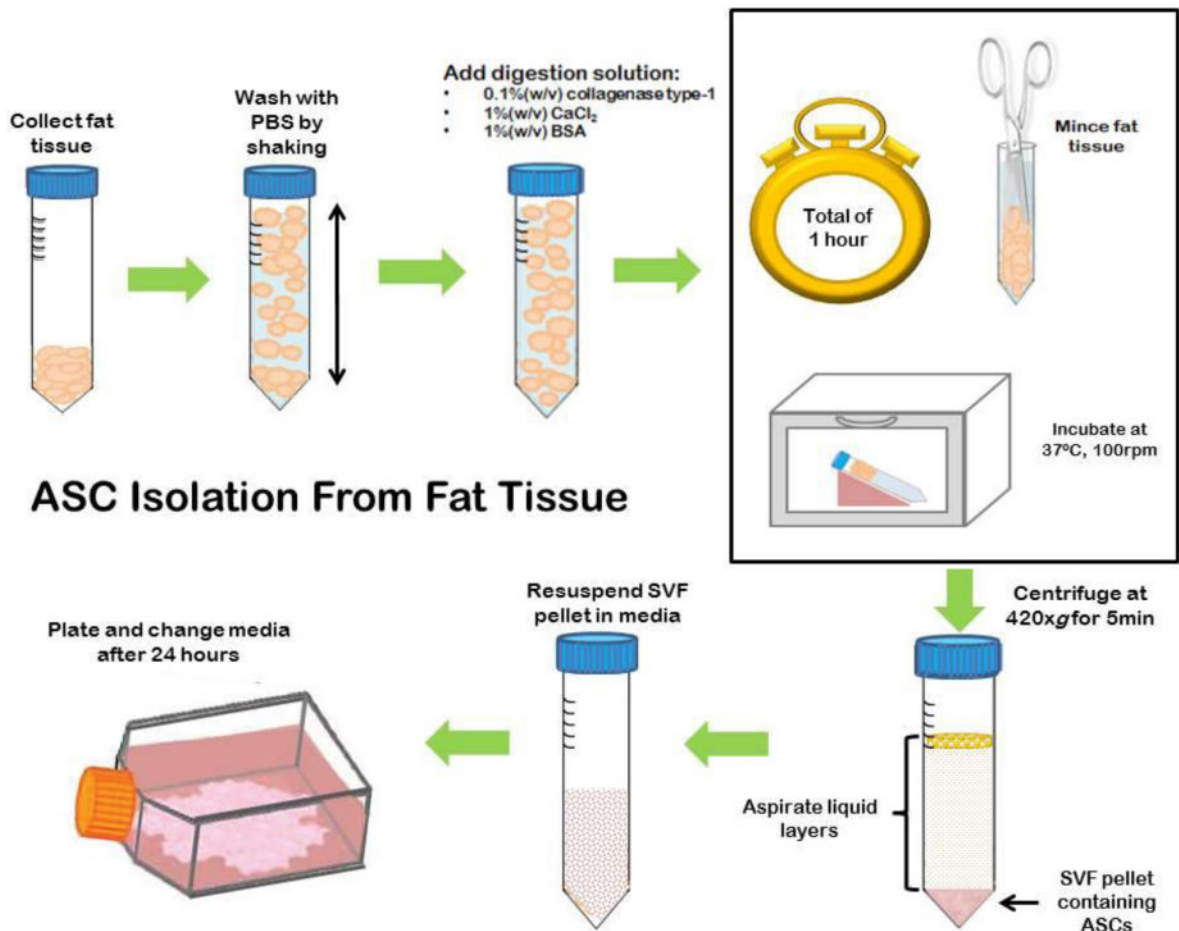 Collect fat
tissue
Wash with
PBS by
shaking
Add digestion solution:
• 0.1%(w/v) collagenase type-1
• 1%(w/v) CaCl₂
• 1%(w/v) BSA
Total of
1 hour
Mince fat
tissue
Incubate at
37ºC, 100rpm
ASC Isolation From Fat Tissue
Centrifuge at
420xg for 5min
Aspirate liquid
layers
SVF pellet
containing
ASCs
Resuspend SVF
pellet in media
Plate and change media
after 24 hours